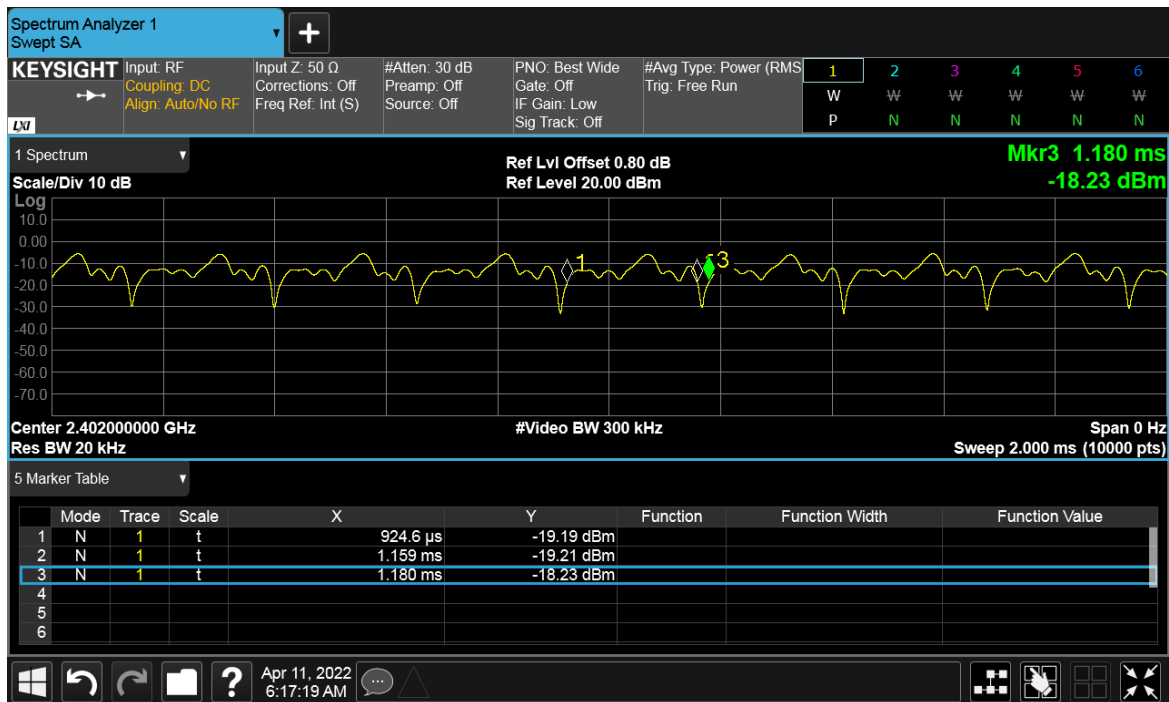 Spectrum Analyzer 1
Swept SA
+
KEYSIGHT
LXI
Input: RF
Coupling: DC
Align: Auto/No RF
Input Z: 50 Ω
Corrections: Off
Freq Ref: Int (S)
#Atten: 30 dB
Preamp: Off
Source: Off
PNO: Best Wide
Gate: Off
IF Gain: Low
Sig Track: Off
#Avg Type: Power (RMS
Trig: Free Run
1 2 3 4 5 6
W W W W W W
P N N N N N
1 Spectrum
Scale/Div 10 dB
Ref Lvl Offset 0.80 dB
Ref Level 20.00 dBm
Mkr3 1.180 ms
-18.23 dBm
Log
10.0
0.00
-10.0
-20.0
-30.0
-40.0
-50.0
-60.0
-70.0
1
3
Center 2.402000000 GHz
Res BW 20 kHz
#Video BW 300 kHz
Span 0 Hz
Sweep 2.000 ms (10000 pts)
5 Marker Table
Mode Trace Scale X Y Function Function Width Function Value
1 N 1 t 924.6 µs -19.19 dBm
2 N 1 t 1.159 ms -19.21 dBm
3 N 1 t 1.180 ms -18.23 dBm
4
5
6
?
Apr 11, 2022
6:17:19 AM